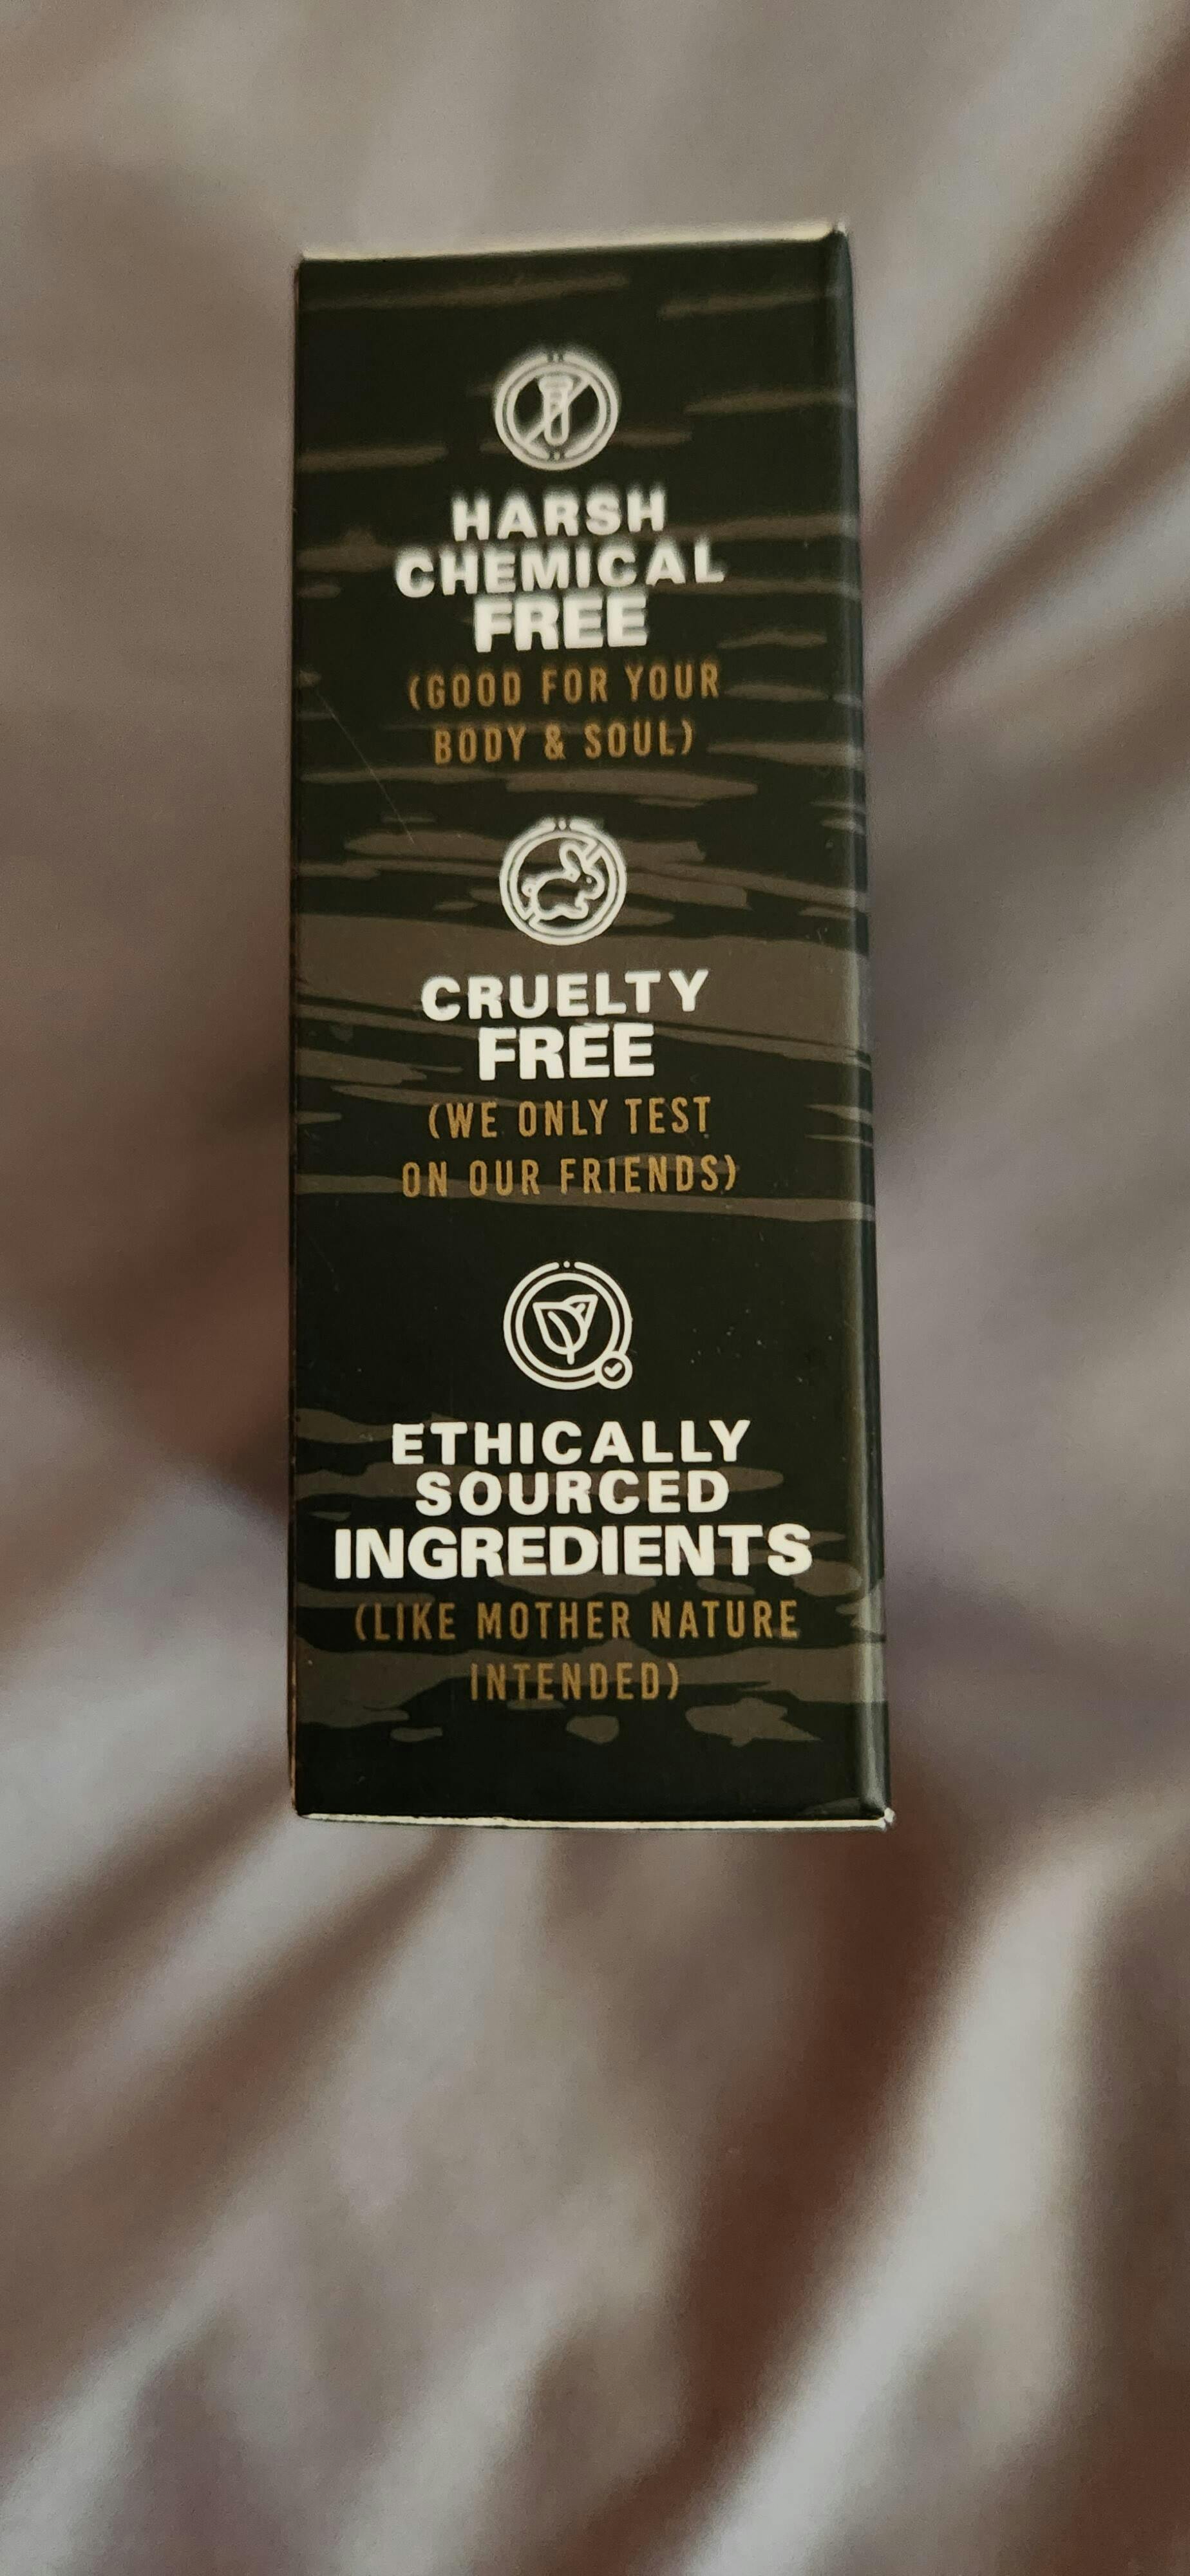 HARSH
CHEMICAL
FREE
(GOOD FOR YOUR
BODY & SOUL)
CRUELTY
FREE
(WE ONLY TEST
ON OUR FRIENDS)
ETHICALLY
SOURCED
INGREDIENTS
(LIKE MOTHER NATURE
INTENDED)